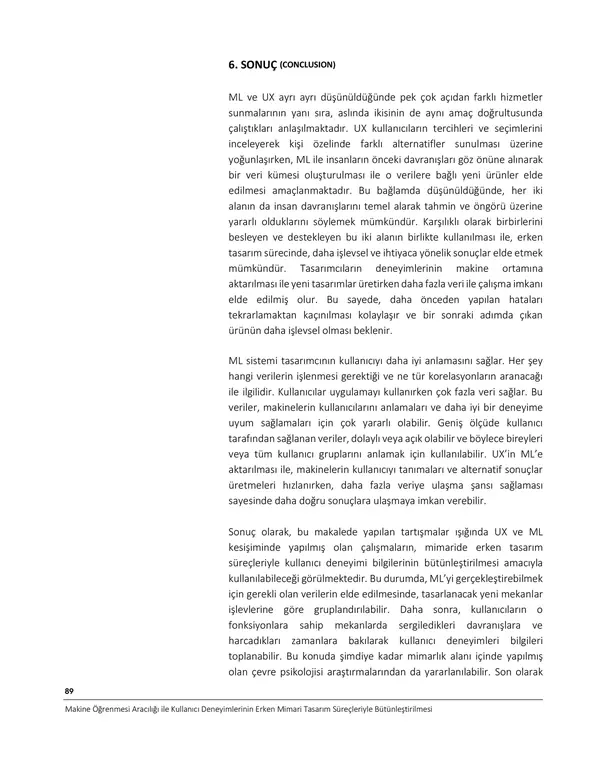 6. SONUÇ (CONCLUSION)
ML ve UX ayrı ayrı düşünüldüğünde pek çok açıdan farklı hizmetler
sunmalarının yanı sıra, aslında ikisinin de aynı amaç doğrultusunda
çalıştıkları anlaşılmaktadır. UX kullanıcıların tercihleri ve seçimlerini
inceleyerek kişi özelinde farklı alternatifler sunulması üzerine
yoğunlaşırken, ML ile insanların önceki davranışları göz önüne alınarak
bir veri kümesi oluşturulması ile o verilere bağlı yeni ürünler elde
edilmesi amaçlanmaktadır. Bu bağlamda düşünüldüğünde, her iki
alanın da insan davranışlarını temel alarak tahmin ve öngörü üzerine
yararlı olduklarını söylemek mümkündür. Karşılıklı olarak birbirlerini
besleyen ve destekleyen bu iki alanın birlikte kullanılması ile, erken
tasarım sürecinde, daha işlevsel ve ihtiyaca yönelik sonuçlar elde etmek
mümkündür. Tasarımcıların deneyimlerinin makine ortamına
aktarılması ile yeni tasarımlar üretirken daha fazla veri ile çalışma imkanı
elde edilmiş olur. Bu sayede, daha önceden yapılan hataları
tekrarlamaktan kaçınılması kolaylaşır ve bir sonraki adımda çıkan
ürünün daha işlevsel olması beklenir.
ML sistemi tasarımcının kullanıcıyı daha iyi anlamasını sağlar. Her şey
hangi verilerin işlenmesi gerektiği ve ne tür korelasyonların aranacağı
ile ilgilidir. Kullanıcılar uygulamayı kullanırken çok fazla veri sağlar. Bu
veriler, makinelerin kullanıcılarını anlamaları ve daha iyi bir deneyime
uyum sağlamaları için çok yararlı olabilir. Geniş ölçüde kullanıcı
tarafından sağlanan veriler, dolaylı veya açık olabilir ve böylece bireyleri
veya tüm kullanıcı gruplarını anlamak için kullanılabilir. UX'in ML'e
aktarılması ile, makinelerin kullanıcıyı tanımaları ve alternatif sonuçlar
üretmeleri hızlanırken, daha fazla veriye ulaşma şansı sağlaması
sayesinde daha doğru sonuçlara ulaşmaya imkan verebilir.
Sonuç olarak, bu makalede yapılan tartışmalar ışığında UX ve ML
kesişiminde yapılmış olan çalışmaların, mimaride erken tasarım
süreçleriyle kullanıcı deneyimi bilgilerinin bütünleştirilmesi amacıyla
kullanılabileceği görülmektedir. Bu durumda, ML'yi gerçekleştirebilmek
için gerekli olan verilerin elde edilmesinde, tasarlanacak yeni mekanlar
işlevlerine göre gruplandırılabilir. Daha sonra, kullanıcıların o
fonksiyonlara sahip mekanlarda sergiledikleri davranışlara ve
harcadıkları zamanlara bakılarak kullanıcı deneyimleri bilgileri
toplanabilir. Bu konuda şimdiye kadar mimarlık alanı içinde yapılmış
olan çevre psikolojisi araştırmalarından da yararlanılabilir. Son olarak
89
Makine Öğrenmesi Aracılığı ile Kullanıcı Deneyimlerinin Erken Mimari Tasarım Süreçleriyle Bütünleştirilmesi